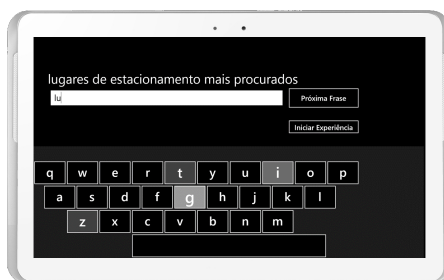 lugares de estacionamento mais procurados
lu
Próxima Frase
Iniciar Experiência
q w e r t y u i o p
a s d f g h j k l
z x c v b n m